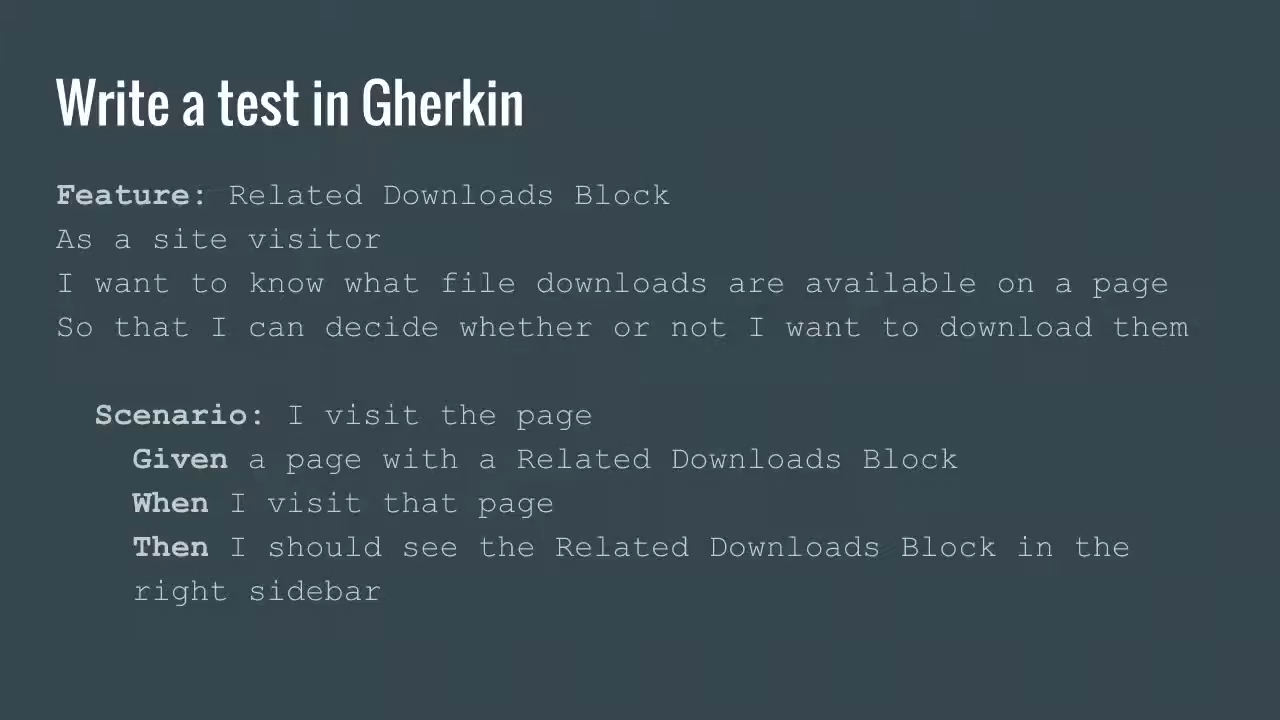 Write a test in Gherkin
Feature: Related Downloads Block
As a site visitor
I want to know what file downloads are available on a page
So that I can decide whether or not I want to download them
Scenario: I visit the page
Given a page with a Related Downloads Block
When I visit that page
Then I should see the Related Downloads Block in the
right sidebar